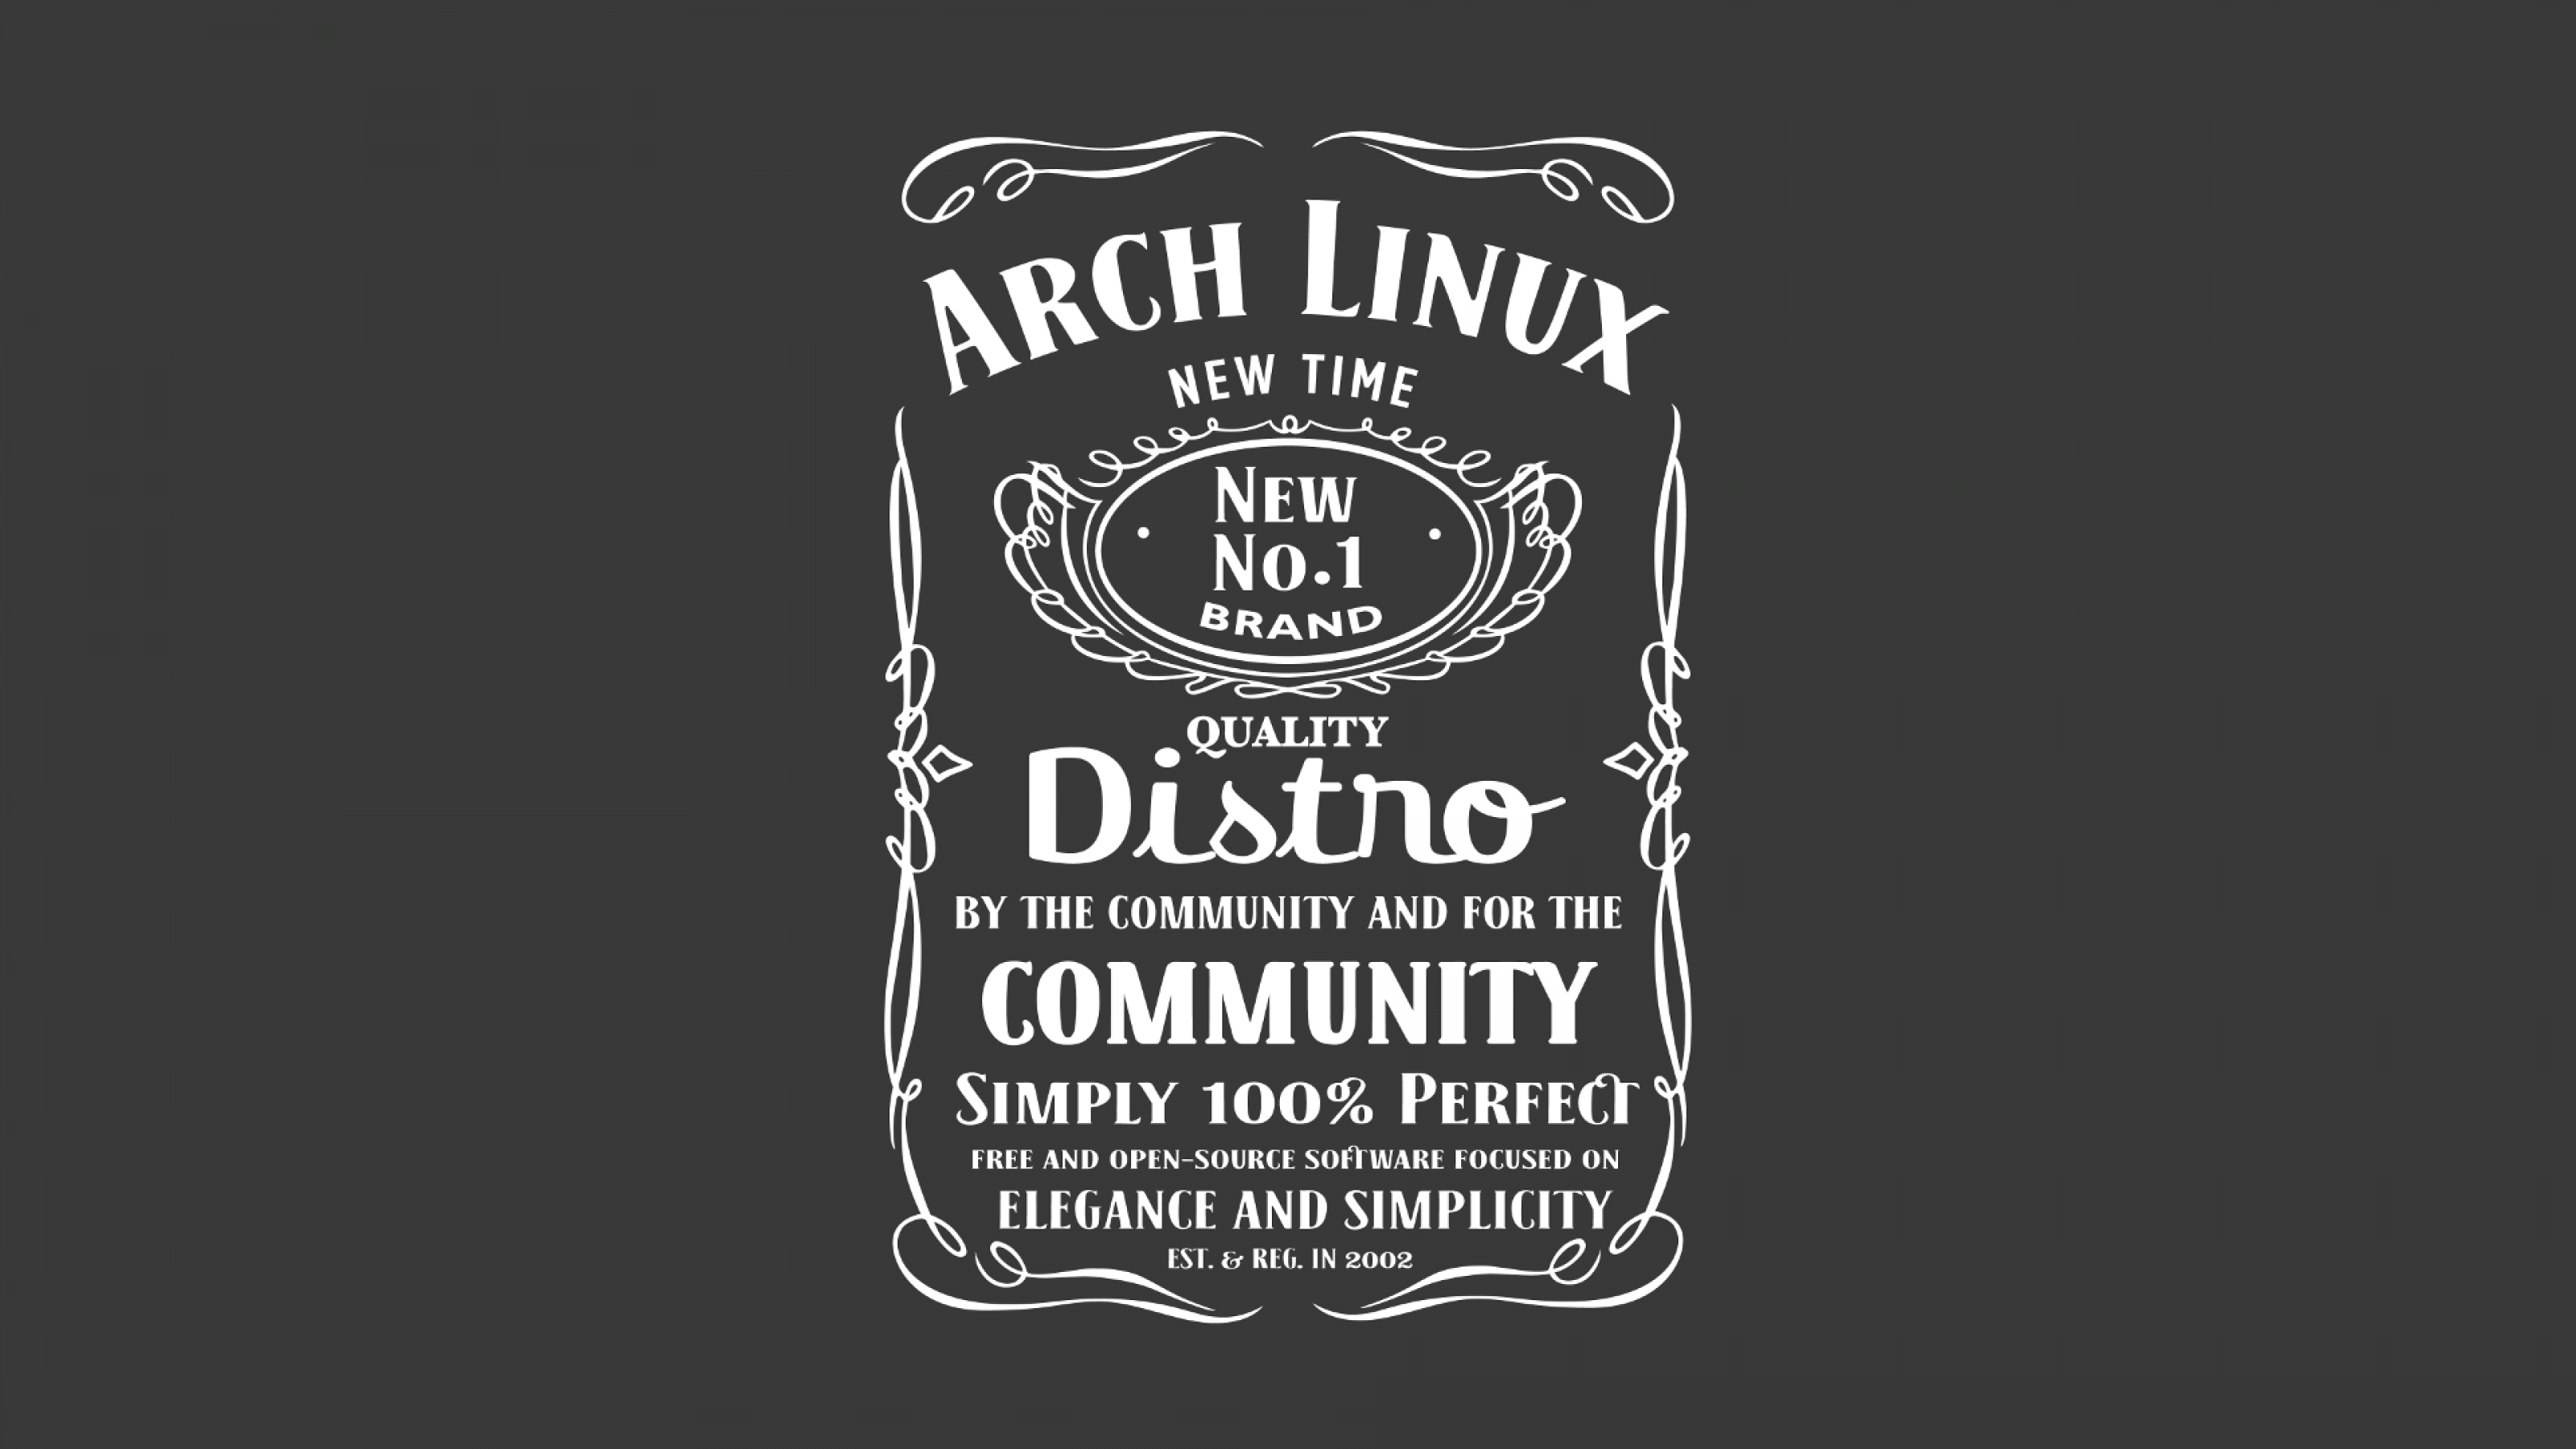 ARCH LINUX
NEW TIME
NEW
No.1
BRAND
QUALITY
Distro
BY THE COMMUNITY AND FOR THE
COMMUNITY
SIMPLY 100% PERFECT
FREE AND OPEN-SOURCE SOFTWARE FOCUSED ON
ELEGANCE AND SIMPLICITY
EST. & REG. IN 2002